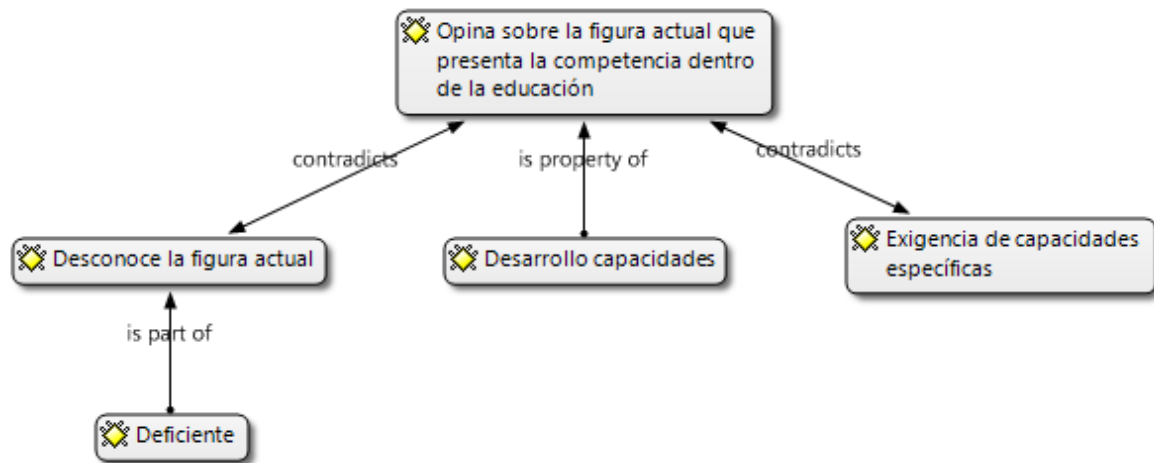 Opina sobre la figura actual que
presenta la competencia dentro
de la educación
contradicts
is property of
contradicts
Desconoce la figura actual
Desarrollo capacidades
Exigencia de capacidades
específicas
is part of
Deficiente